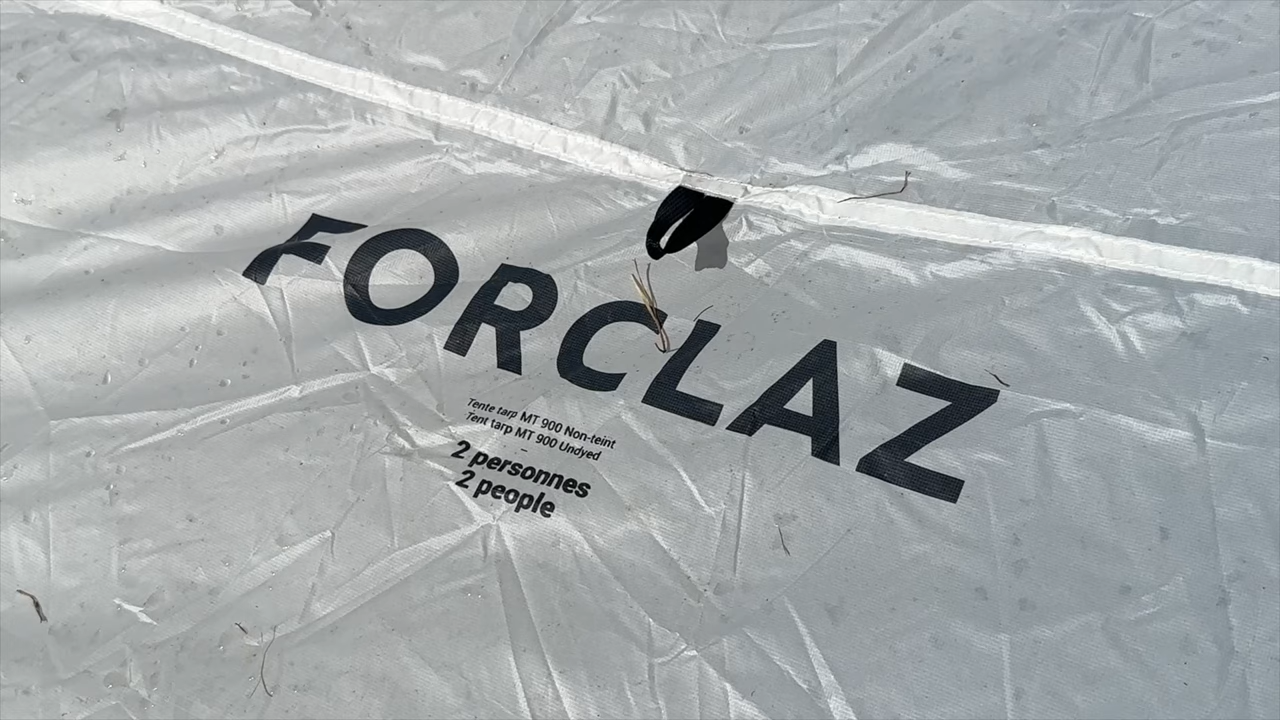 FORCLAZ
Tente tarp MT 900 Non-teint
Tent tarp MT 900 Undyed
-
2 personnes
2 people